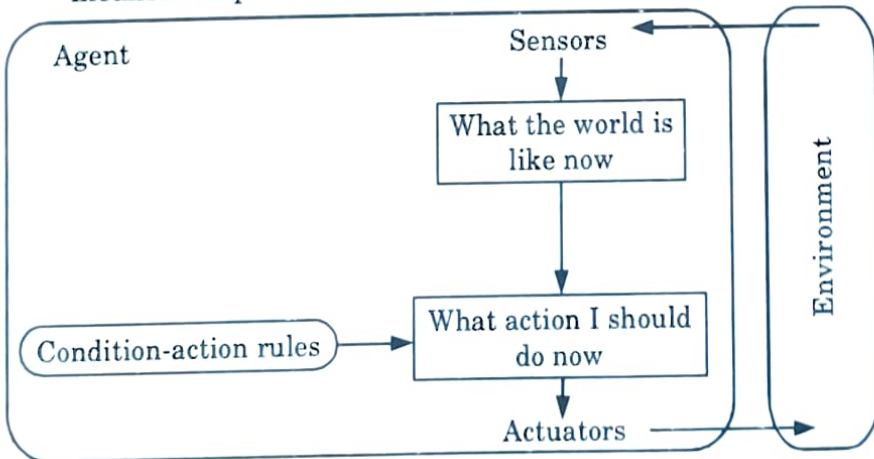 Sensors
Agent
What the world is
like now
Environment
What action I should
do now
Condition-action rules
Actuators